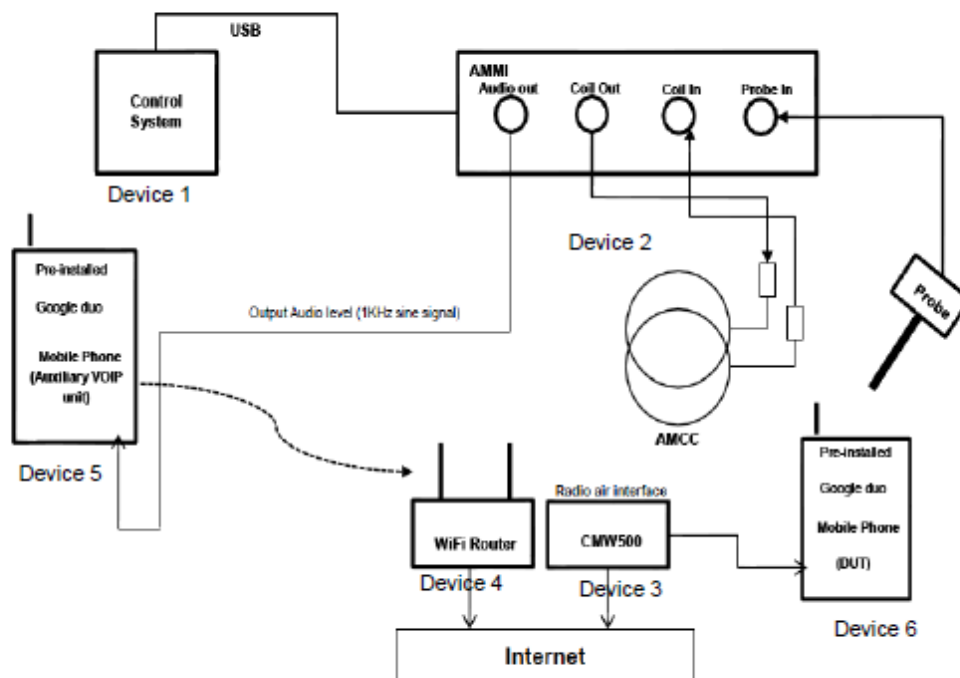 USB
AMMI
Audio out
Coil Out
Coil In
Probe In
Control
System
Device 1
Device 2
Pre-installed
Google duo
Mobile Phone
(Auxiliary VOIP
unit)
Device 5
Output Audio level (1KHz sine signal)
Probe
AMCC
Radio air interface
WiFi Router
Device 4
CMW500
Device 3
Pre-installed
Google duo
Mobile Phone
(DUT)
Device 6
Internet